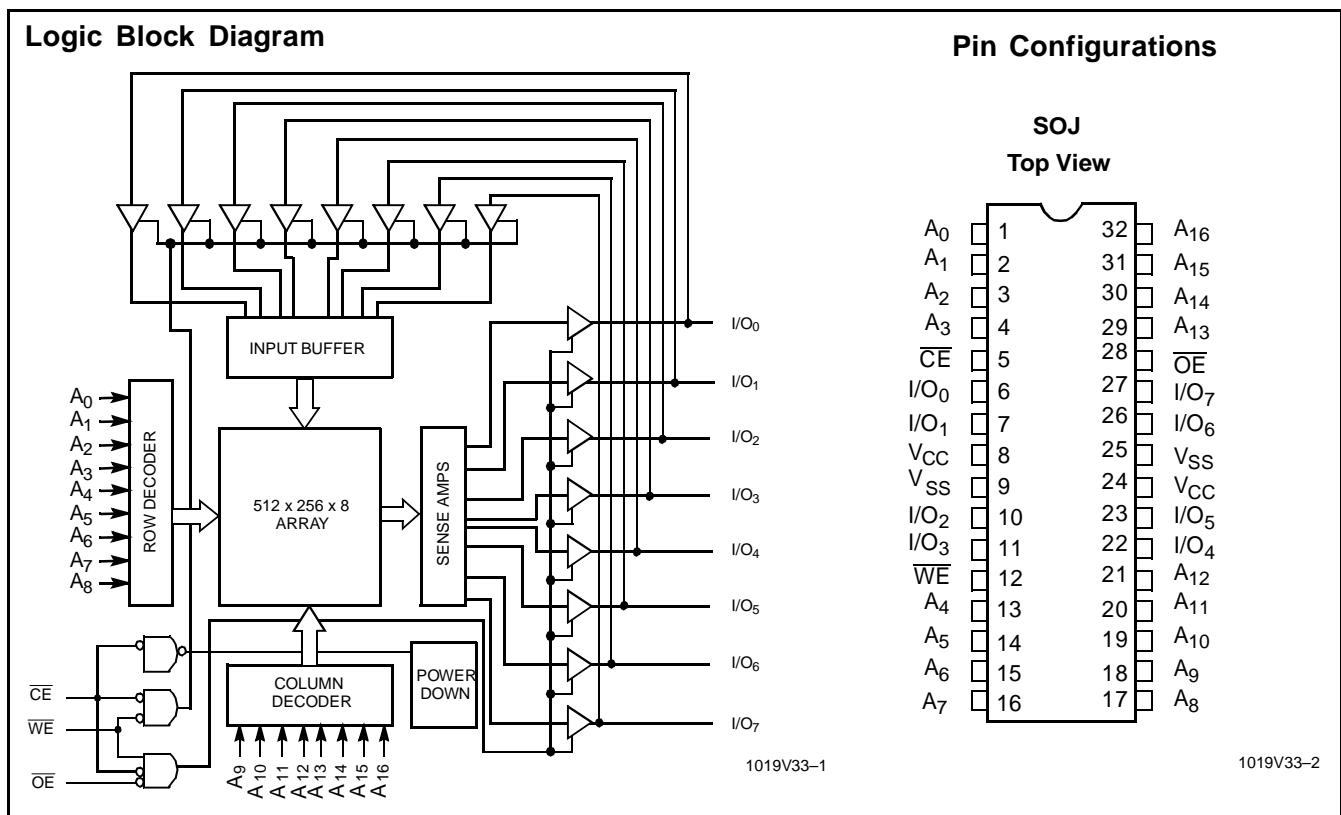 Logic Block Diagram
INPUT BUFFER
A0
A1
A2
A3
A4
A5
A6
A7
A8
ROW DECODER
512 x 256 x 8
ARRAY
SENSE AMPS
I/O0
I/O1
I/O2
I/O3
I/O4
I/O5
I/O6
I/O7
COLUMN
DECODER
POWER
DOWN
CE
WE
OE
A9
A10
A11
A12
A13
A14
A15
A16
1019V33–1
Pin Configurations
SOJ
Top View
A0 1 32 A16
A1 2 31 A15
A2 3 30 A14
A3 4 29 A13
CE 5 28 OE
I/O0 6 27 I/O7
I/O1 7 26 I/O6
VCC 8 25 VSS
VSS 9 24 VCC
I/O2 10 23 I/O5
I/O3 11 22 I/O4
WE 12 21 A12
A4 13 20 A11
A5 14 19 A10
A6 15 18 A9
A7 16 17 A8
1019V33–2